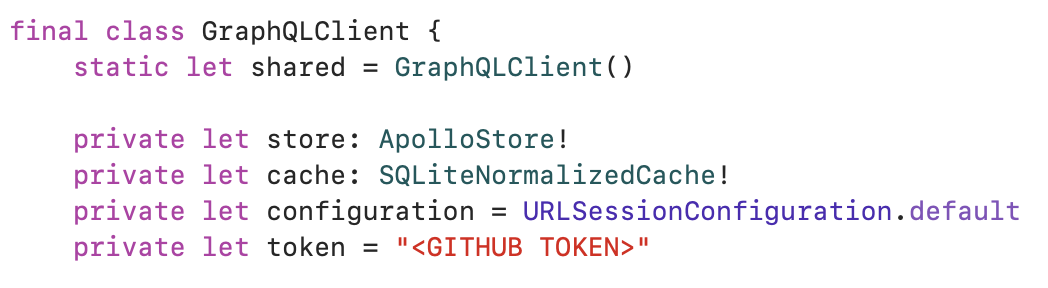 final class GraphQLClient {
    static let shared = GraphQLClient()
    private let store: ApolloStore!
    private let cache: SQLiteNormalizedCache!
    private let configuration = URLSessionConfiguration.default
    private let token = "<GITHUB TOKEN>"